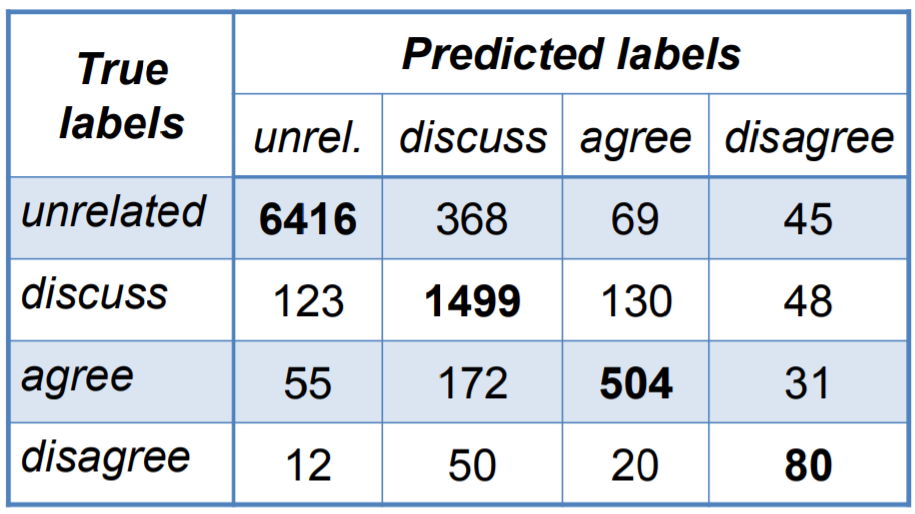 True
labels
Predicted labels
unrel. discuss agree disagree
unrelated 6416 368 69 45
discuss 123 1499 130 48
agree 55 172 504 31
disagree 12 50 20 80